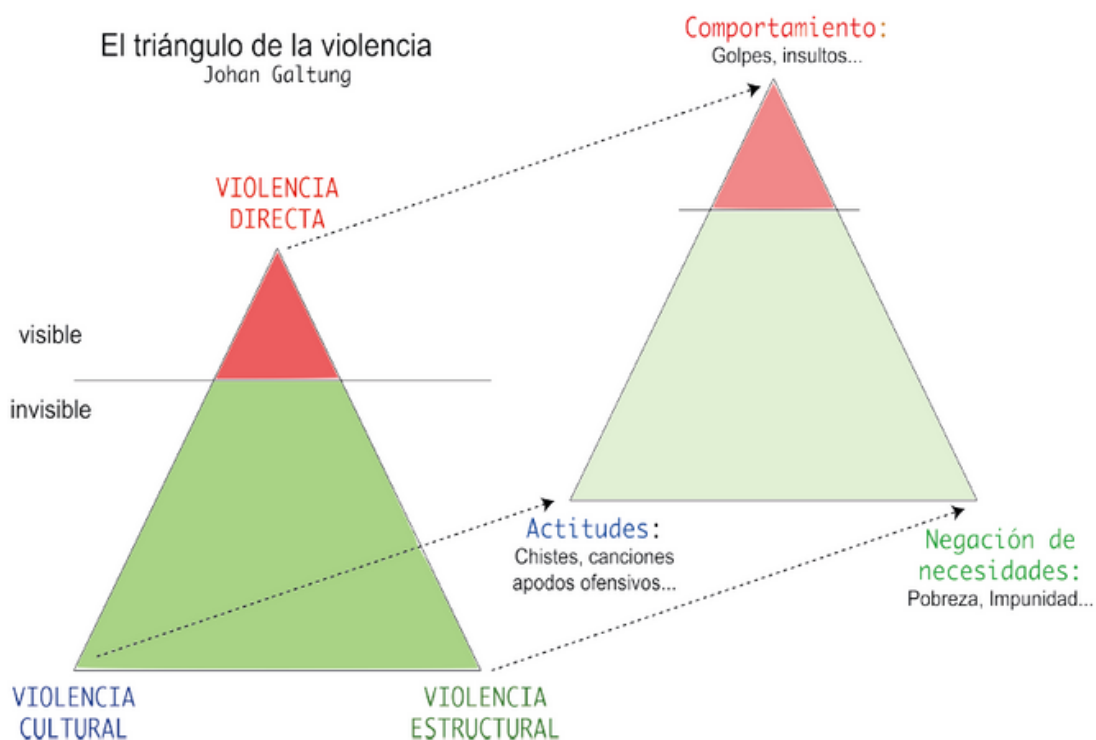 El triángulo de la violencia
Johan Galtung
Comportamiento:
Golpes, insultos...
VIOLENCIA
DIRECTA
visible
invisible
Actitudes:
Chistes, canciones
apodos ofensivos...
Negación de
necesidades:
Pobreza, Impunidad...
VIOLENCIA
CULTURAL
VIOLENCIA
ESTRUCTURAL